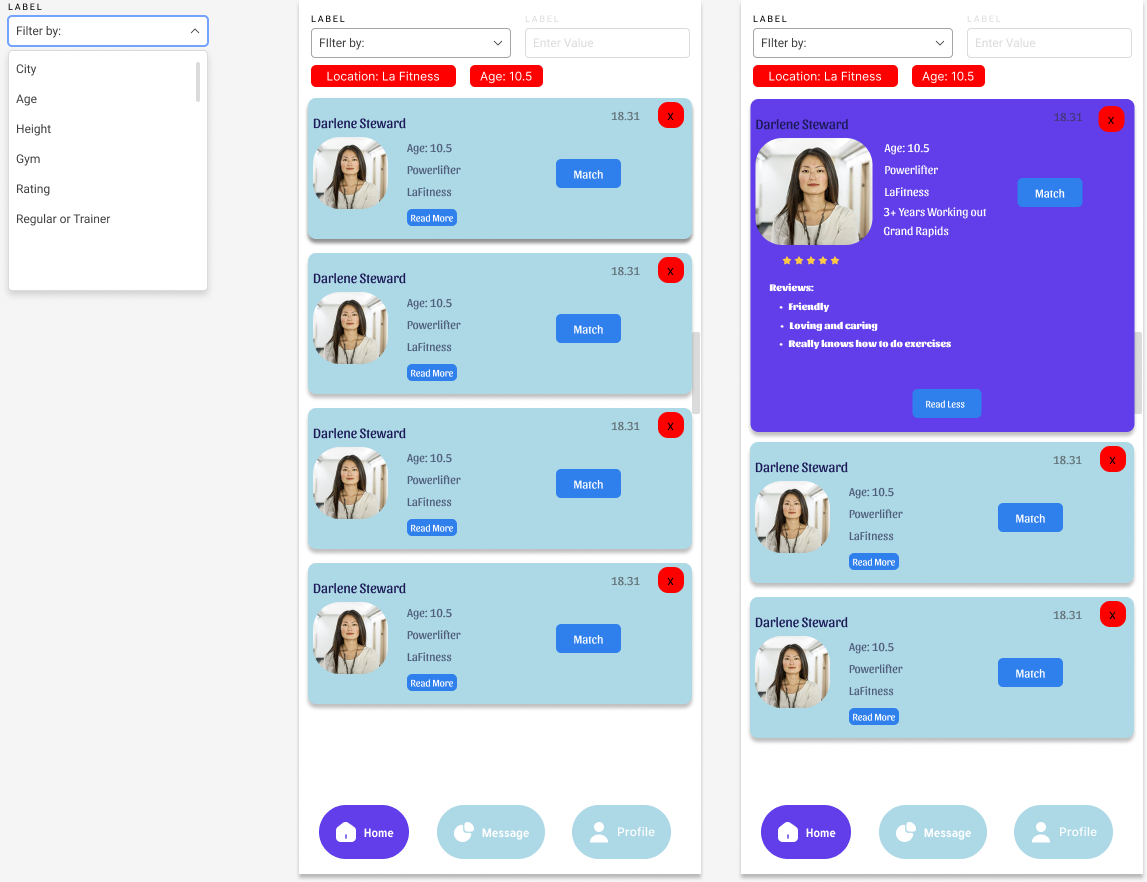 LABEL
Filter by:
City
Age
Height
Gym
Rating
Regular or Trainer
LABEL
LABEL
FIlter by:
Enter Value
Location: La Fitness
Age: 10.5
Darlene Steward
18.31
x
Age: 10.5
Powerlifter
LaFitness
Read More
Match
Darlene Steward
18.31
x
Age: 10.5
Powerlifter
LaFitness
Read More
Match
Darlene Steward
18.31
x
Age: 10.5
Powerlifter
LaFitness
Read More
Match
Darlene Steward
18.31
x
Age: 10.5
Powerlifter
LaFitness
Read More
Match
Home
Message
Profile
LABEL
LABEL
FIlter by:
Enter Value
Location: La Fitness
Age: 10.5
Darlene Steward
18.31
x
Age: 10.5
Powerlifter
LaFitness
3+ Years Working out
Grand Rapids
Match
Reviews:
• Friendly
• Loving and caring
• Really knows how to do exercises
Read Less
Darlene Steward
18.31
x
Age: 10.5
Powerlifter
LaFitness
Read More
Match
Darlene Steward
18.31
x
Age: 10.5
Powerlifter
LaFitness
Read More
Match
Home
Message
Profile